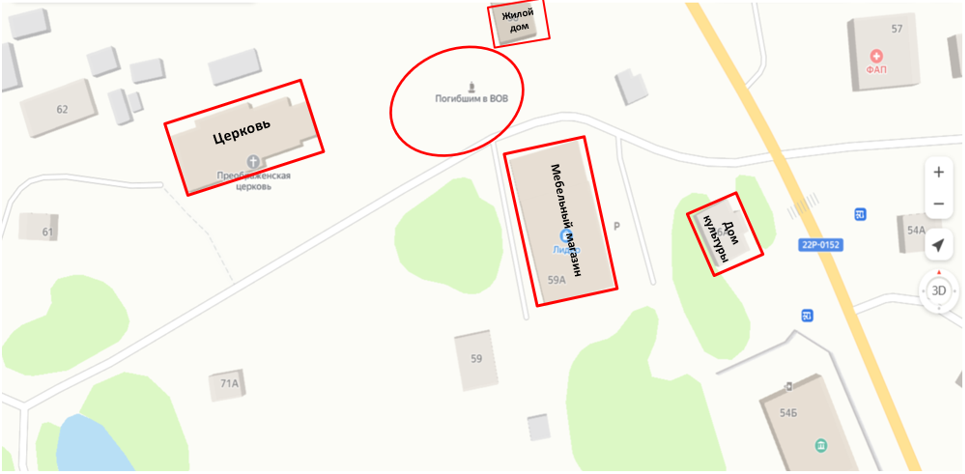 Жилой
дом
57
ФАП
Погибшим в ВОВ
62
Церковь
Преображенская
церковь
Мебельный магазин
Дом
культуры
+
−
Р
61
54А
22Р-0152
Лидер
59А
3D
59
71А
54Б